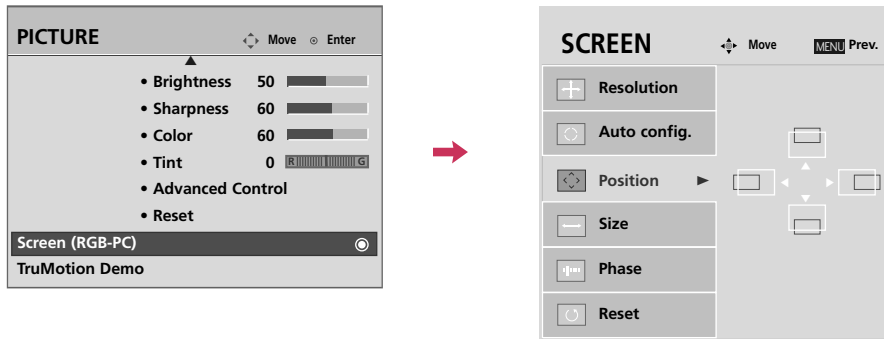 PICTURE
Move Enter
• Brightness 50
• Sharpness 60
• Color 60
• Tint 0 R G
• Advanced Control
• Reset
Screen (RGB-PC)
TruMotion Demo
SCREEN
Move MENU Prev.
Resolution
Auto config.
Position
Size
Phase
Reset